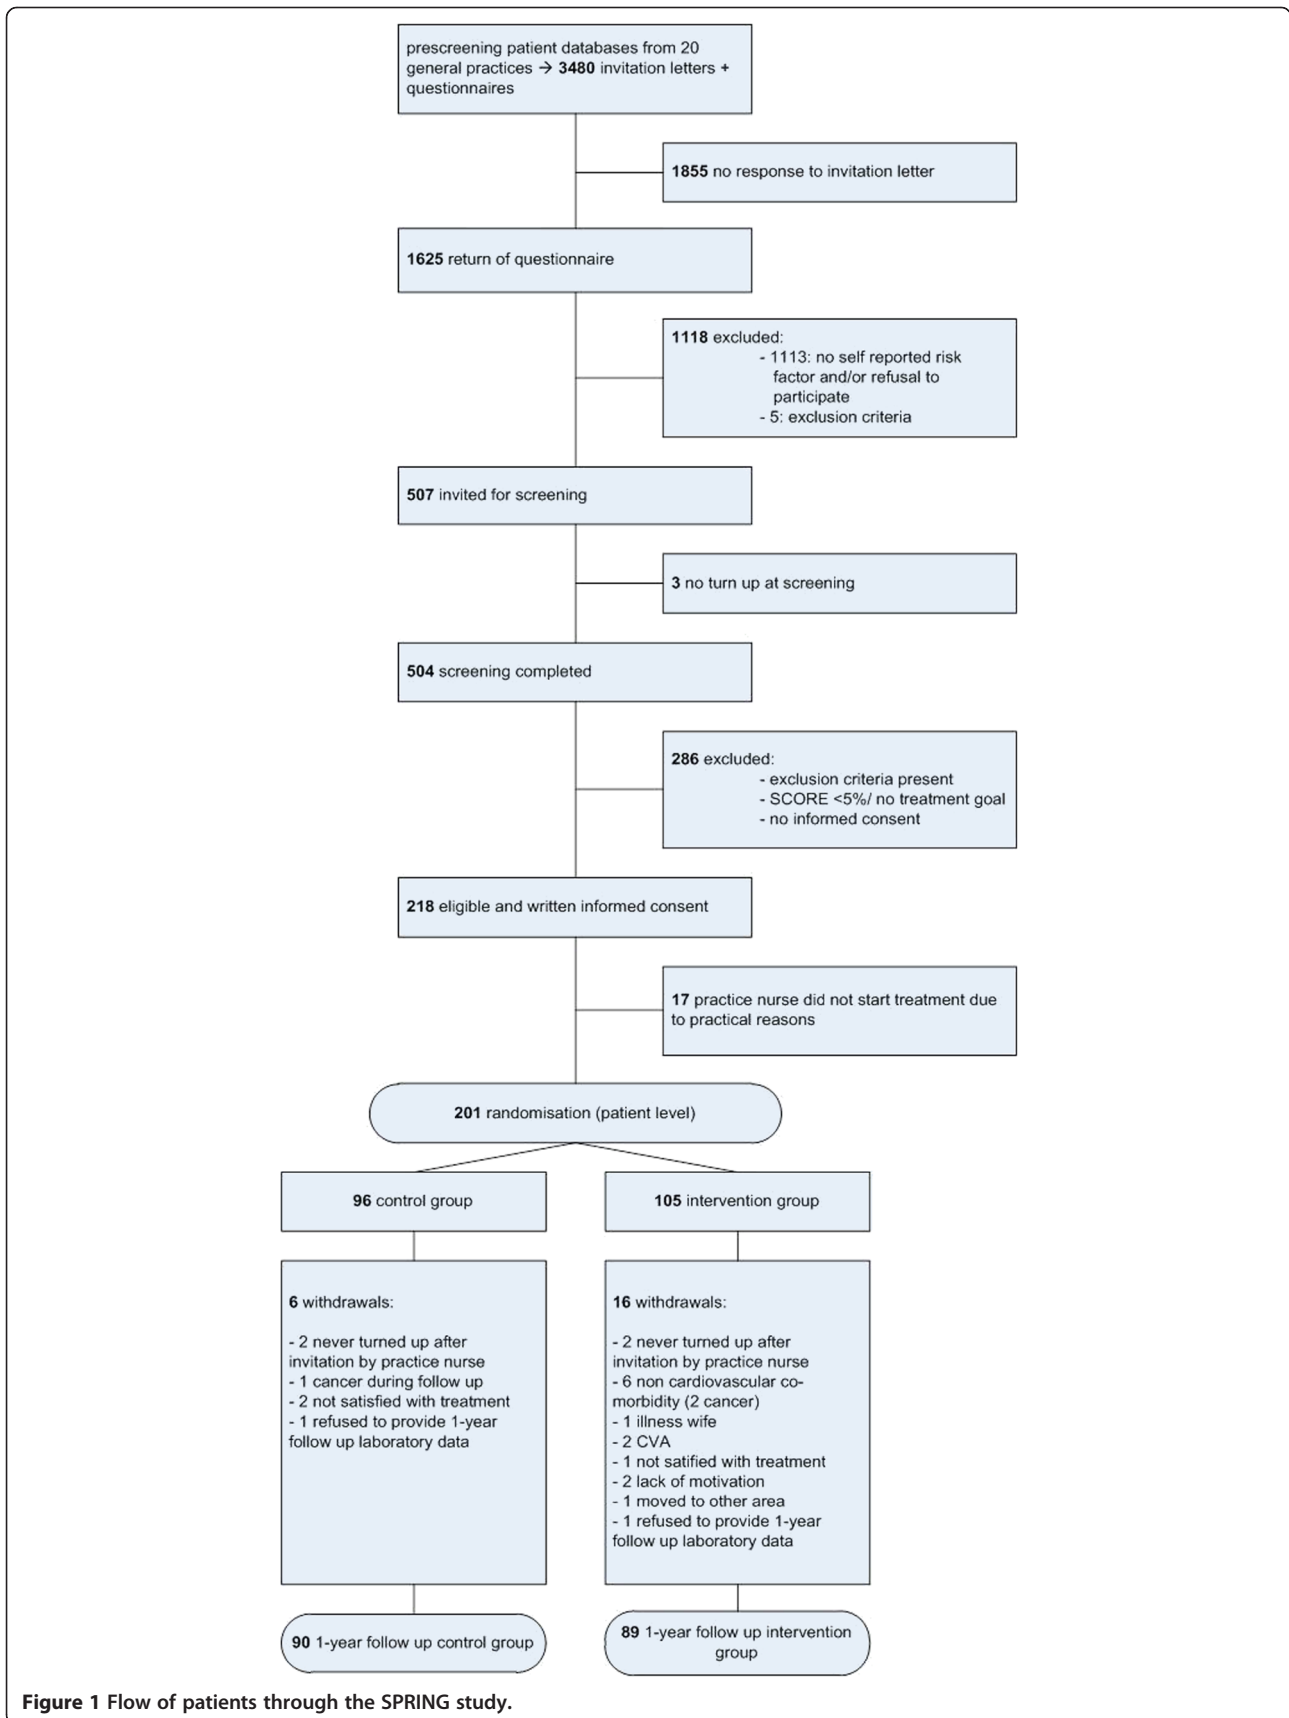 prescreening patient databases from 20
general practices → 3480 invitation letters +
questionnaires
1855 no response to invitation letter
1625 return of questionnaire
1118 excluded:
- 1113: no self reported risk
factor and/or refusal to
participate
- 5: exclusion criteria
507 invited for screening
3 no turn up at screening
504 screening completed
286 excluded:
- exclusion criteria present
- SCORE <5%/ no treatment goal
- no informed consent
218 eligible and written informed consent
17 practice nurse did not start treatment due
to practical reasons
201 randomisation (patient level)
96 control group
105 intervention group
6 withdrawals:
- 2 never turned up after
invitation by practice nurse
- 1 cancer during follow up
- 2 not satisfied with treatment
- 1 refused to provide 1-year
follow up laboratory data
16 withdrawals:
- 2 never turned up after
invitation by practice nurse
- 6 non cardiovascular co-
morbidity (2 cancer)
- 1 illness wife
- 2 CVA
- 1 not satified with treatment
- 2 lack of motivation
- 1 moved to other area
- 1 refused to provide 1-year
follow up laboratory data
90 1-year follow up control group
89 1-year follow up intervention
group
Figure 1 Flow of patients through the SPRING study.